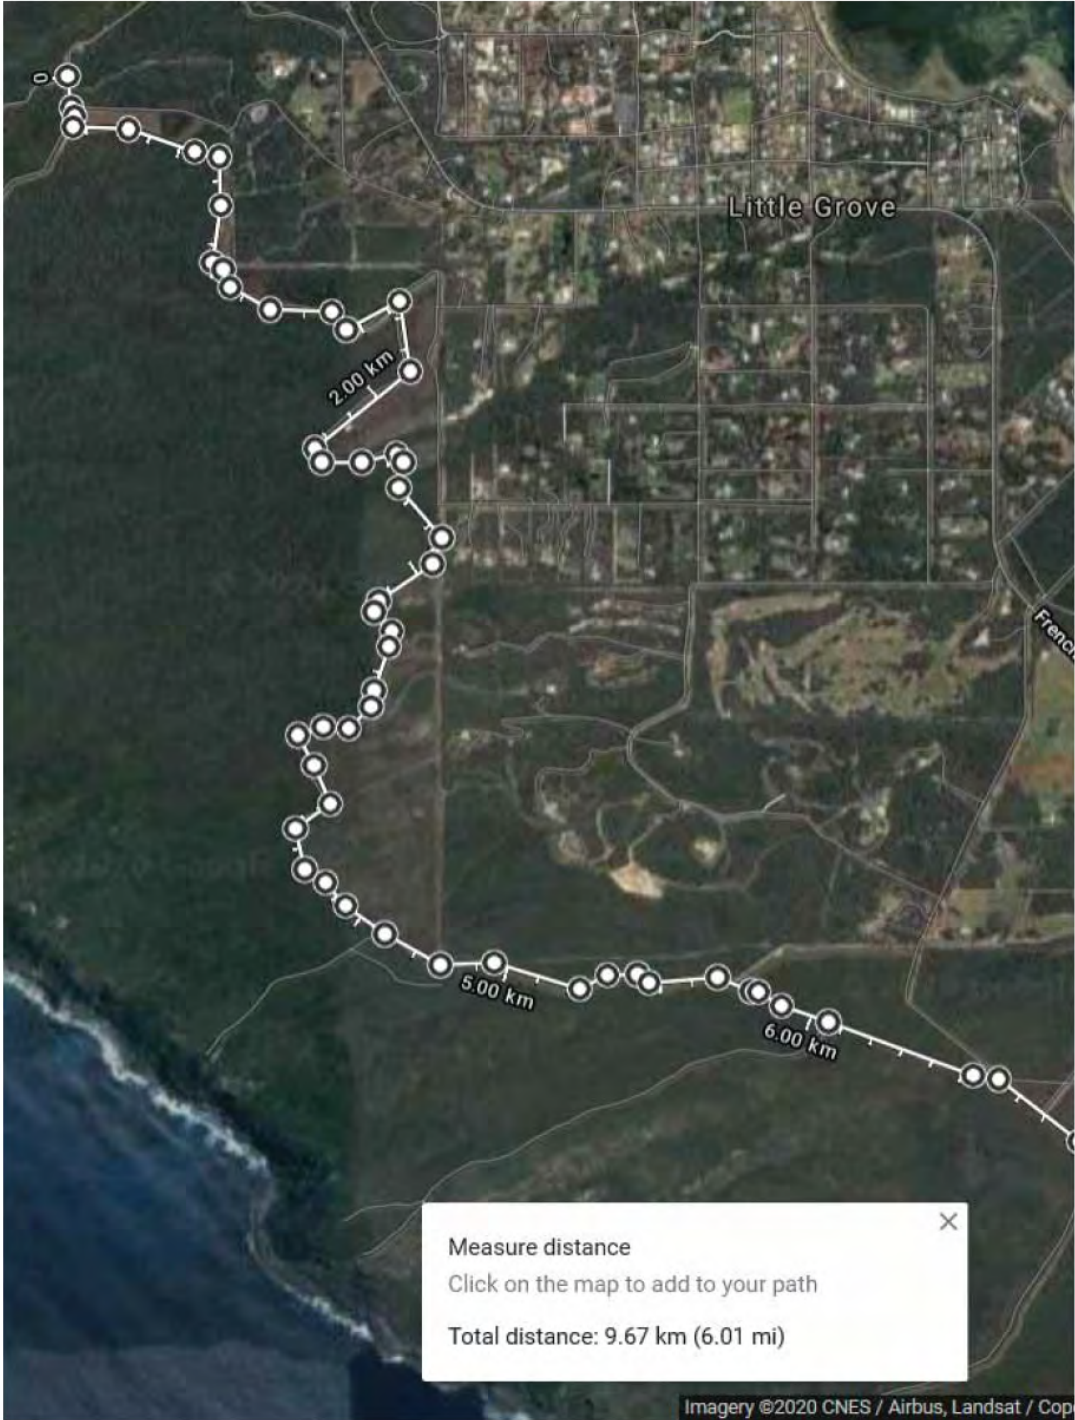 0
Little Grove
2.00 km
French
5.00 km
6.00 km
Measure distance
Click on the map to add to your path
Total distance: 9.67 km (6.01 mi)
Imagery ©2020 CNES / Airbus, Landsat / Cop